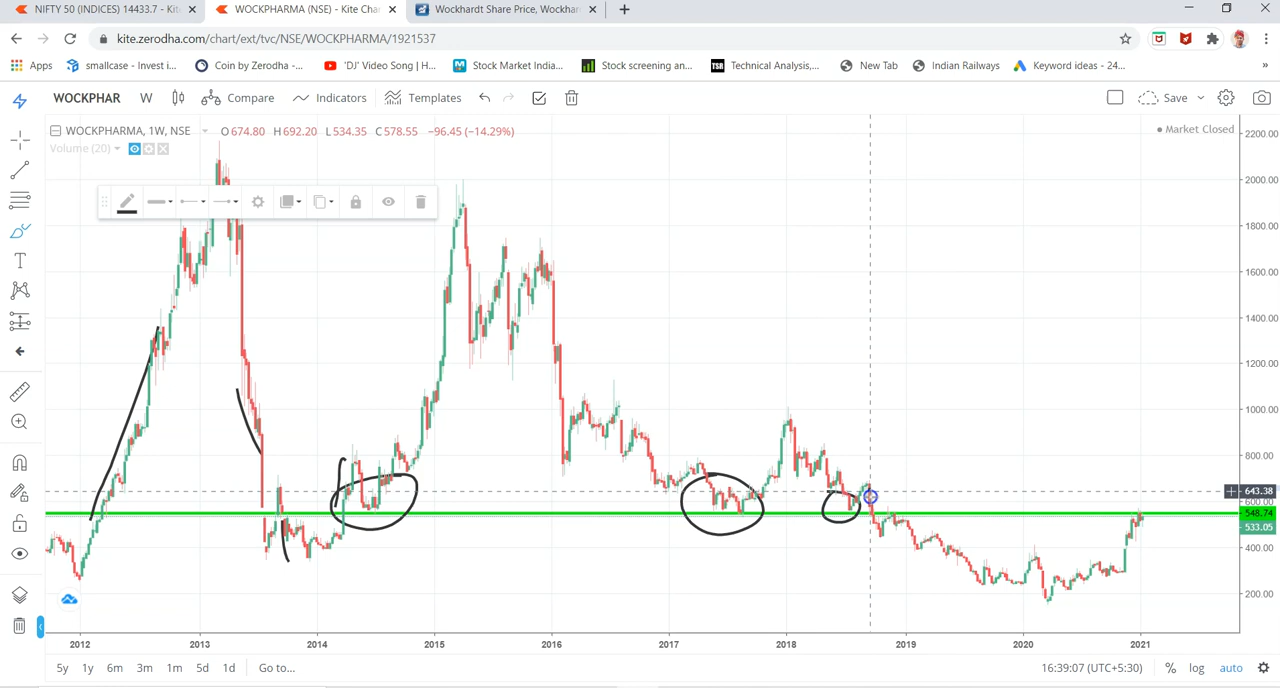 NIFTY 50 (INDICES) 14433.7 - Kit
WOCKPHARMA (NSE) - Kite Cha
Wockhardt Share Price, Wockhar
kite.zerodha.com/chart/ext/tvc/NSE/WOCKPHARMA/1921537
Apps
smallcase - Invest i...
Coin by Zerodha -...
'DJ' Video Song | H...
Stock Market India...
Stock screening an...
TSR
Technical Analysis,...
New Tab
Indian Railways
Keyword ideas - 24...
»
WOCKPHAR
W
Compare
Indicators
Templates
Save
WOCKPHARMA, 1W, NSE
O 674.80 H 692.20 L 534.35 C 578.55 −96.45 (−14.29%)
Market Closed
Volume (20)
2200.00
2000.00
1800.00
1600.00
1400.00
1200.00
1000.00
800.00
643.38
600.00
548.74
533.05
400.00
200.00
2012 2013 2014 2015 2016 2017 2018 2019 2020 2021
5y 1y 6m 3m 1m 5d 1d Go to...
16:39:07 (UTC+5:30) % log auto